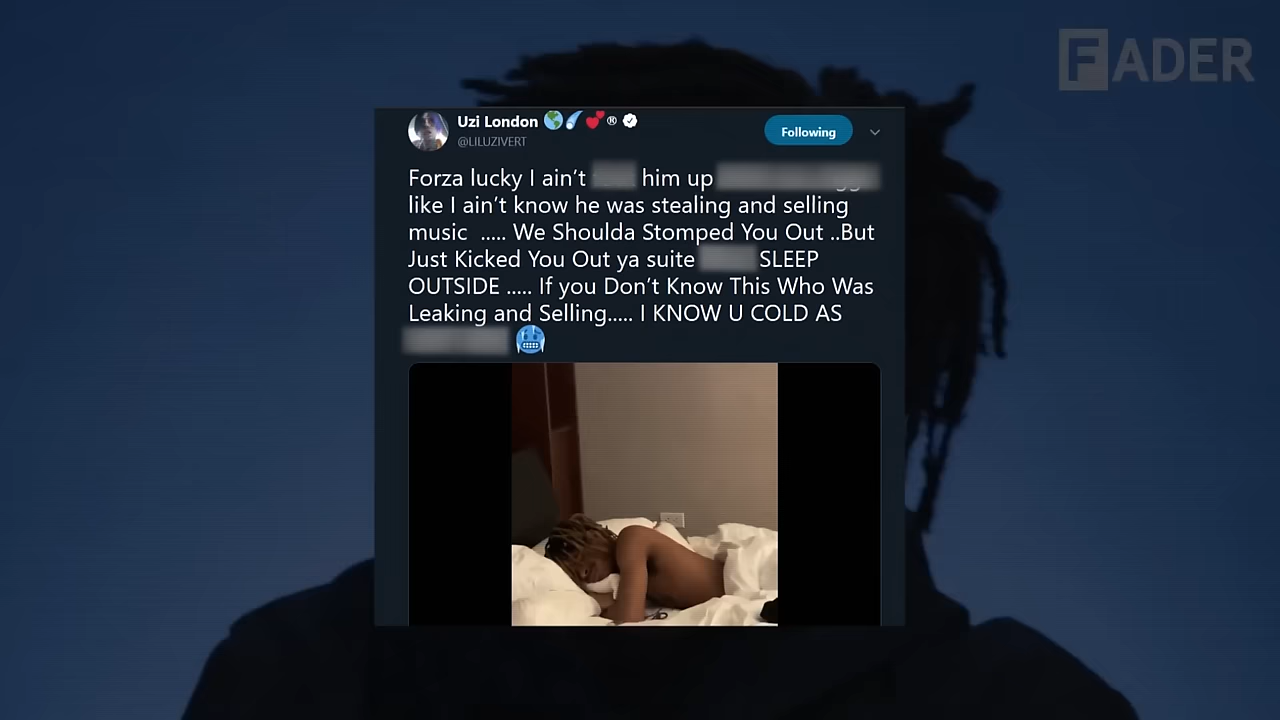 FADER
Uzi London 🌎☄️💕® 
@LILUZIVERT
Following
Forza lucky I ain’t him up
like I ain’t know he was stealing and selling
music ..... We Shoulda Stomped You Out ..But
Just Kicked You Out ya suite SLEEP
OUTSIDE ..... If you Don’t Know This Who Was
Leaking and Selling..... I KNOW U COLD AS
🥶